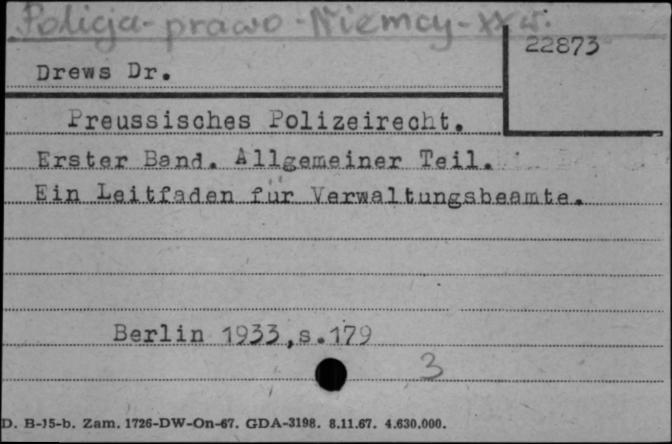 Policja - prawo - Niemcy - XX w.
22873
Drews Dr.
Preussisches Polizeirecht.
Erster Band. Allgemeiner Teil.
Ein Leitfaden für Verwaltungsbeamte.
Berlin 1933,s.179
3
D. B-15-b. Zam. 1726-DW-On-67. GDA-3198. 8.11.67. 4.630.000.